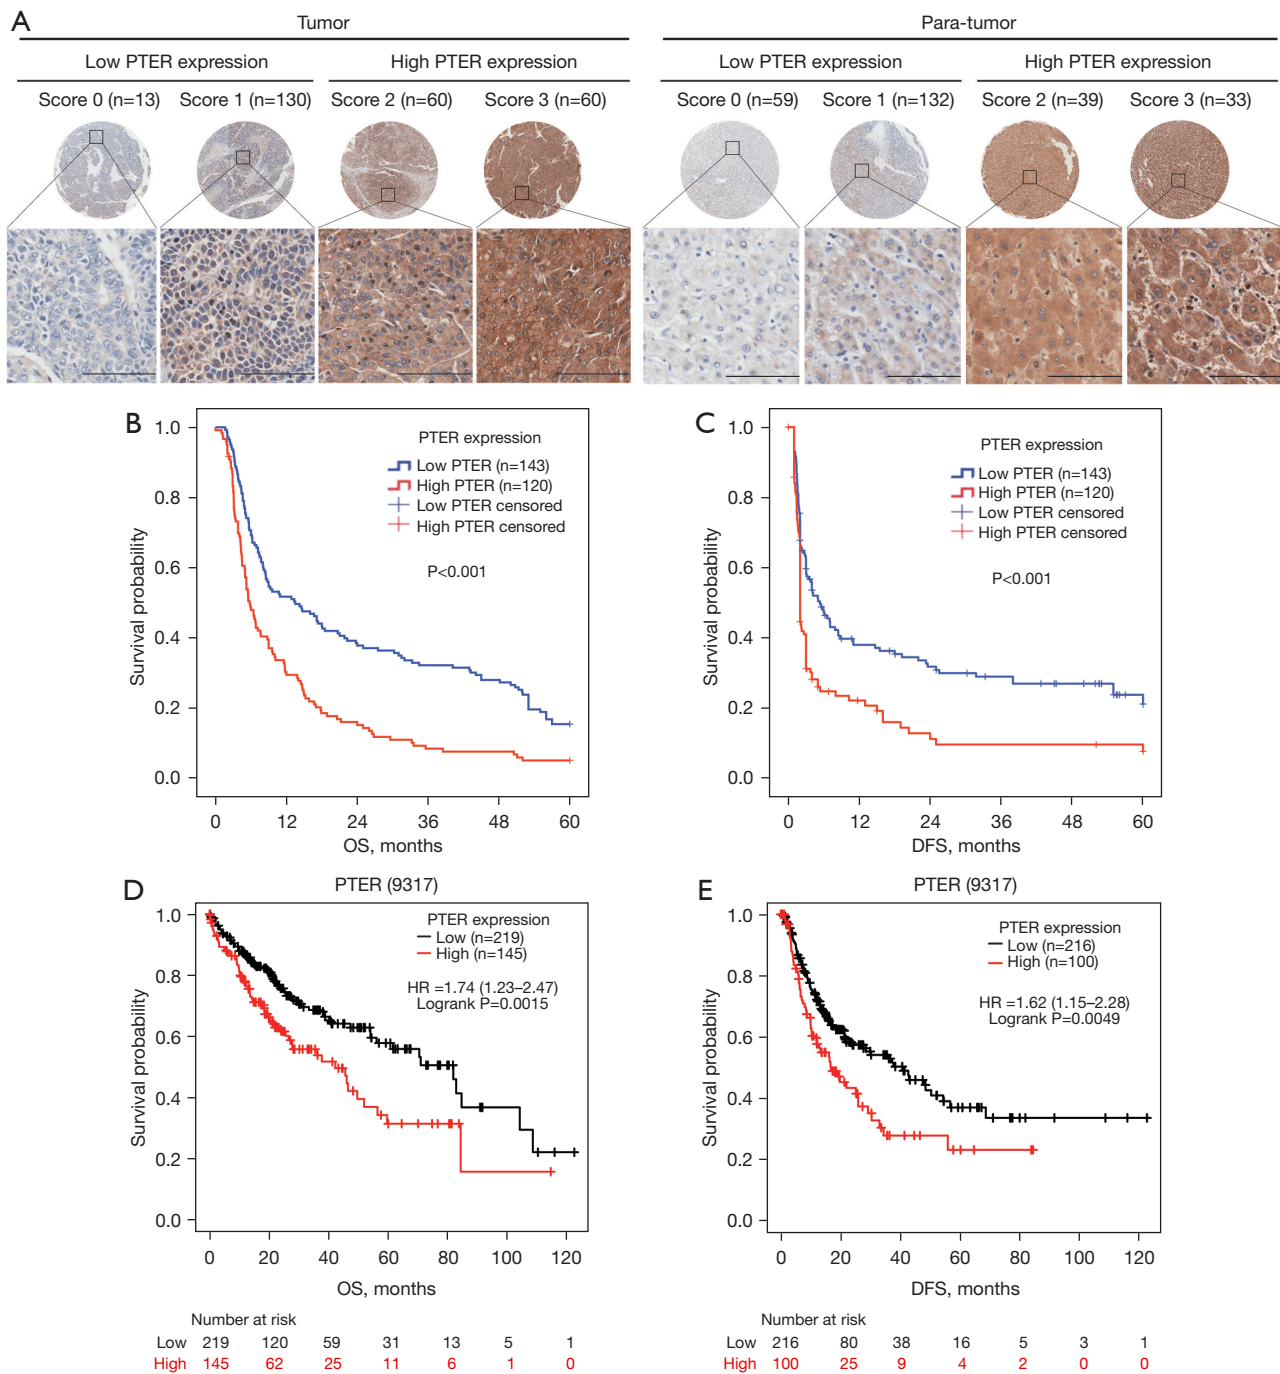 A
Tumor
Para-tumor
Low PTER expression
High PTER expression
Low PTER expression
High PTER expression
Score 0 (n=13)
Score 1 (n=130)
Score 2 (n=60)
Score 3 (n=60)
Score 0 (n=59)
Score 1 (n=132)
Score 2 (n=39)
Score 3 (n=33)
B
Survival probability
1.0
0.8
0.6
0.4
0.2
0.0
PTER expression
Low PTER (n=143)
High PTER (n=120)
Low PTER censored
High PTER censored
P<0.001
0 12 24 36 48 60
OS, months
C
Survival probability
1.0
0.8
0.6
0.4
0.2
0.0
PTER expression
Low PTER (n=143)
High PTER (n=120)
Low PTER censored
High PTER censored
P<0.001
0 12 24 36 48 60
DFS, months
D
PTER (9317)
Survival probability
1.0
0.8
0.6
0.4
0.2
0.0
PTER expression
Low (n=219)
High (n=145)
HR =1.74 (1.23–2.47)
Logrank P=0.0015
0 20 40 60 80 100 120
OS, months
Number at risk
Low 219 120 59 31 13 5 1
High 145 62 25 11 6 1 0
E
PTER (9317)
Survival probability
1.0
0.8
0.6
0.4
0.2
0.0
PTER expression
Low (n=216)
High (n=100)
HR =1.62 (1.15–2.28)
Logrank P=0.0049
0 20 40 60 80 100 120
DFS, months
Number at risk
Low 216 80 38 16 5 3 1
High 100 25 9 4 2 0 0